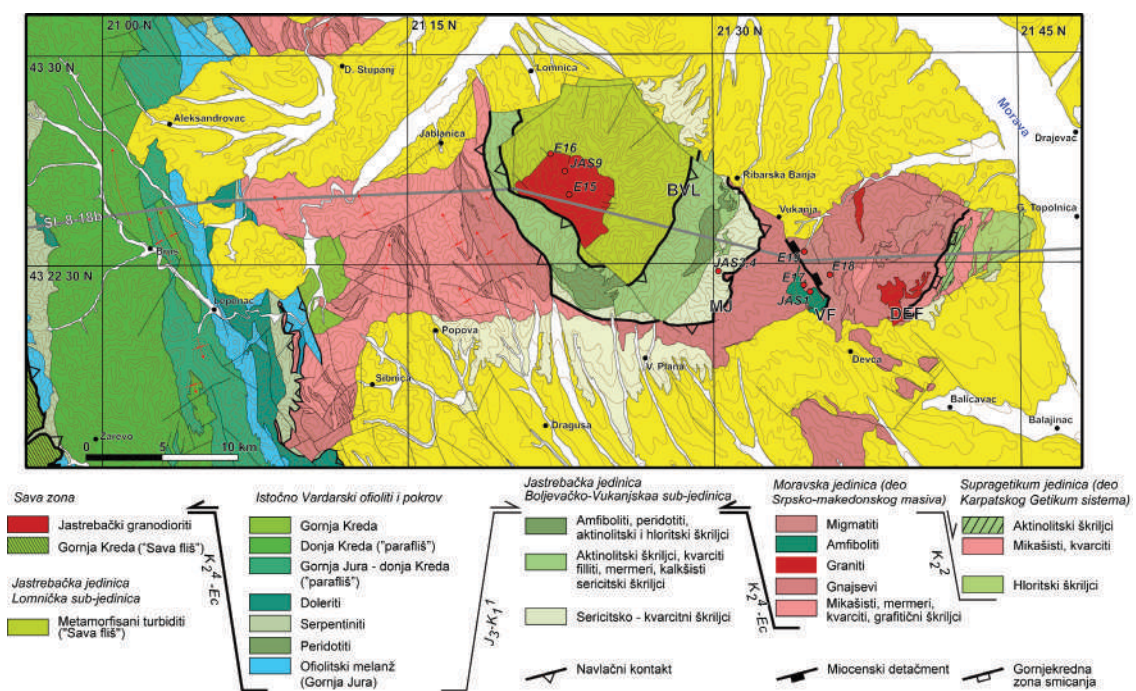 21 00 N
21 15 N
21 30 N
21 45 N
43 30 N
D. Stupanj
Lomnica
Morava
Aleksandrovac
Drajevac
Jablanica
E16
JAS9
E15
BVL
Ribarska Banja
SL-8-18b
Vukanja
G. Topolnica
Brus
43 22 30 N
JAS3,4
E19
E18
E17
JAS1
Lepenac
MJ
VF
DEF
Popova
V. Plana
Devca
Sibnica
Balicavac
Dragusa
Balajinac
Zarevo
0 5 10 km
Sava zona
Jastrebački granodioriti
Gornja Kreda ("Sava fliš")
Jastrebačka jedinica
Lomnička sub-jedinica
Metamorfisani turbiditi
("Sava fliš")
K₂⁴-Ec
Istočno Vardarski ofioliti i pokrov
Gornja Kreda
Donja Kreda ("parafliš")
Gornja Jura - donja Kreda
("parafliš")
Doleriti
Serpentiniti
Peridotiti
Ofiolitski melanž
(Gornja Jura)
J₃-K₁¹
Jastrebačka jedinica
Boljevačko-Vukanjskaa sub-jedinica
Amfiboliti, peridotiti,
aktinolitski i hloritski škriljci
Aktinolitski škriljci, kvarciti
filliti, mermeri, kalkšisti
sericitski škriljci
Sericitsko - kvarcitni škriljci
Navlačni kontakt
K₂⁴-Ec
Moravska jedinica (deo
Srpsko-makedonskog masiva)
Migmatiti
Amfiboliti
Graniti
Gnajsevi
Mikašisti, mermeri,
kvarciti, grafitični škriljci
Miocenski detačment
K₂²
Supragetikum jedinica (deo
Karpatskog Getikum sistema)
Aktinolitski škriljci
Mikašisti, kvarciti
Hloritski škriljci
Gornjekredna
zona smicanja